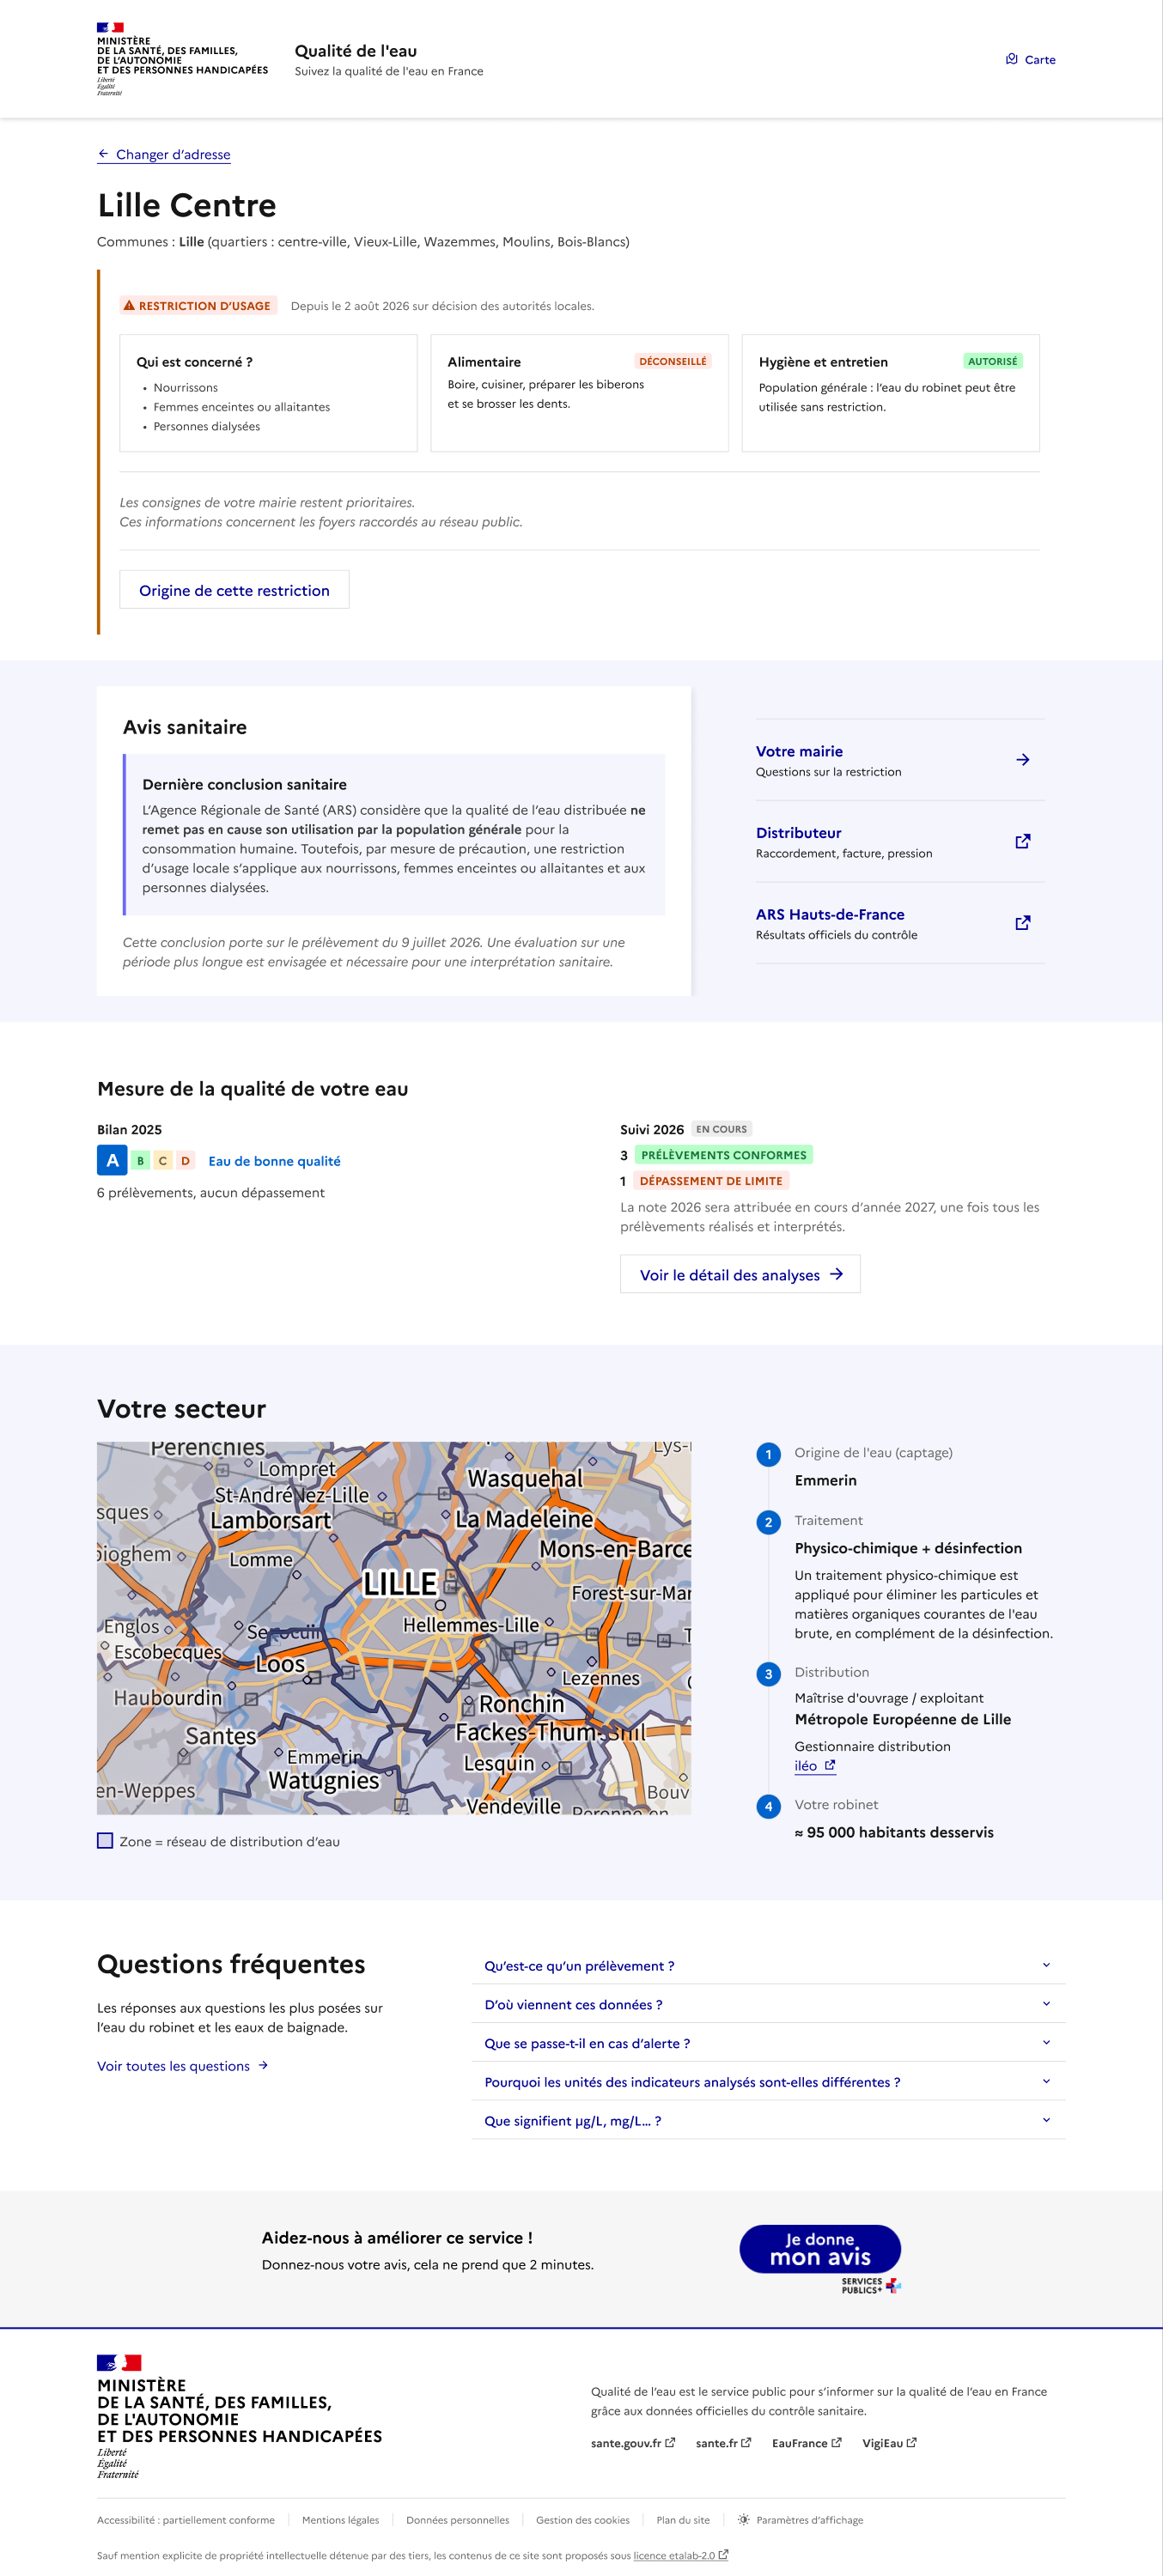 MINISTÈRE
DE LA SANTÉ, DES FAMILLES,
DE L'AUTONOMIE
ET DES PERSONNES HANDICAPÉES
Liberté
Égalité
Fraternité
Qualité de l'eau
Suivez la qualité de l'eau en France
Carte
Changer d’adresse
Lille Centre
Communes : Lille (quartiers : centre-ville, Vieux-Lille, Wazemmes, Moulins, Bois-Blancs)
RESTRICTION D’USAGE
Depuis le 2 août 2026 sur décision des autorités locales.
Qui est concerné ?
• Nourrissons
• Femmes enceintes ou allaitantes
• Personnes dialysées
Alimentaire
DÉCONSEILLÉ
Boire, cuisiner, préparer les biberons
et se brosser les dents.
Hygiène et entretien
AUTORISÉ
Population générale : l’eau du robinet peut être
utilisée sans restriction.
Les consignes de votre mairie restent prioritaires.
Ces informations concernent les foyers raccordés au réseau public.
Origine de cette restriction
Avis sanitaire
Dernière conclusion sanitaire
L’Agence Régionale de Santé (ARS) considère que la qualité de l’eau distribuée ne
remet pas en cause son utilisation par la population générale pour la
consommation humaine. Toutefois, par mesure de précaution, une restriction
d’usage locale s’applique aux nourrissons, femmes enceintes ou allaitantes et aux
personnes dialysées.
Cette conclusion porte sur le prélèvement du 9 juillet 2026. Une évaluation sur une
période plus longue est envisagée et nécessaire pour une interprétation sanitaire.
Votre mairie
Questions sur la restriction
Distributeur
Raccordement, facture, pression
ARS Hauts-de-France
Résultats officiels du contrôle
Mesure de la qualité de votre eau
Bilan 2025
A B C D Eau de bonne qualité
6 prélèvements, aucun dépassement
Suivi 2026 EN COURS
3 PRÉLÈVEMENTS CONFORMES
1 DÉPASSEMENT DE LIMITE
La note 2026 sera attribuée en cours d’année 2027, une fois tous les
prélèvements réalisés et interprétés.
Voir le détail des analyses
Votre secteur
Perenchies
Lys-
Lompret
Wasquehal
St-André-lez-Lille
sques
Lamborsart
La Madeleine
Mons-en-Barce
Lomme
LILLE
Forest-sur-Mar
Englos
Hellemmes-Lille
Escobecques
Loos
Lezennes
Haubourdin
Ronchin
Santes
Fackes-Thum-
Emmerin
Lesquin
en-Weppes
Watugnies
Bouv
Vendeville
Zone = réseau de distribution d’eau
1
Origine de l'eau (captage)
Emmerin
2
Traitement
Physico-chimique + désinfection
Un traitement physico-chimique est
appliqué pour éliminer les particules et
matières organiques courantes de l'eau
brute, en complément de la désinfection.
3
Distribution
Maîtrise d'ouvrage / exploitant
Métropole Européenne de Lille
Gestionnaire distribution
iléo
4
Votre robinet
≈ 95 000 habitants desservis
Questions fréquentes
Les réponses aux questions les plus posées sur
l’eau du robinet et les eaux de baignade.
Voir toutes les questions
Qu’est-ce qu’un prélèvement ?
D’où viennent ces données ?
Que se passe-t-il en cas d’alerte ?
Pourquoi les unités des indicateurs analysés sont-elles différentes ?
Que signifient µg/L, mg/L… ?
Aidez-nous à améliorer ce service !
Donnez-nous votre avis, cela ne prend que 2 minutes.
Je donne
mon avis
SERVICES
PUBLICS+
MINISTÈRE
DE LA SANTÉ, DES FAMILLES,
DE L'AUTONOMIE
ET DES PERSONNES HANDICAPÉES
Liberté
Égalité
Fraternité
Qualité de l’eau est le service public pour s’informer sur la qualité de l’eau en France
grâce aux données officielles du contrôle sanitaire.
sante.gouv.fr sante.fr EauFrance VigiEau
Accessibilité : partiellement conforme Mentions légales Données personnelles Gestion des cookies Plan du site Paramètres d’affichage
Sauf mention explicite de propriété intellectuelle détenue par des tiers, les contenus de ce site sont proposés sous licence etalab-2.0